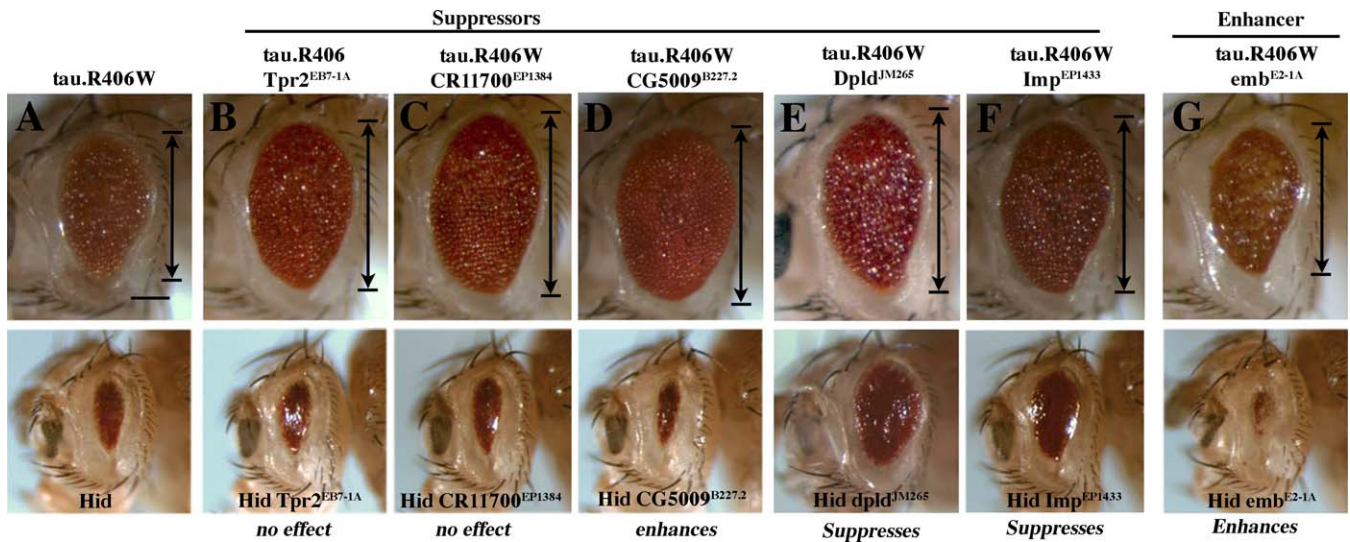 Suppressors Enhancer
tau.R406W tau.R406 tau.R406W tau.R406W tau.R406W tau.R406W tau.R406W
Tpr2EB7-1A CR11700EP1384 CG5009B227.2 DpldJM265 ImpEP1433 embE2-1A
A B C D E F G
Hid Hid Tpr2EB7-1A Hid CR11700EP1384 Hid CG5009B227.2 Hid dpldJM265 Hid ImpEP1433 Hid embE2-1A
no effect no effect enhances Suppresses Suppresses Enhances